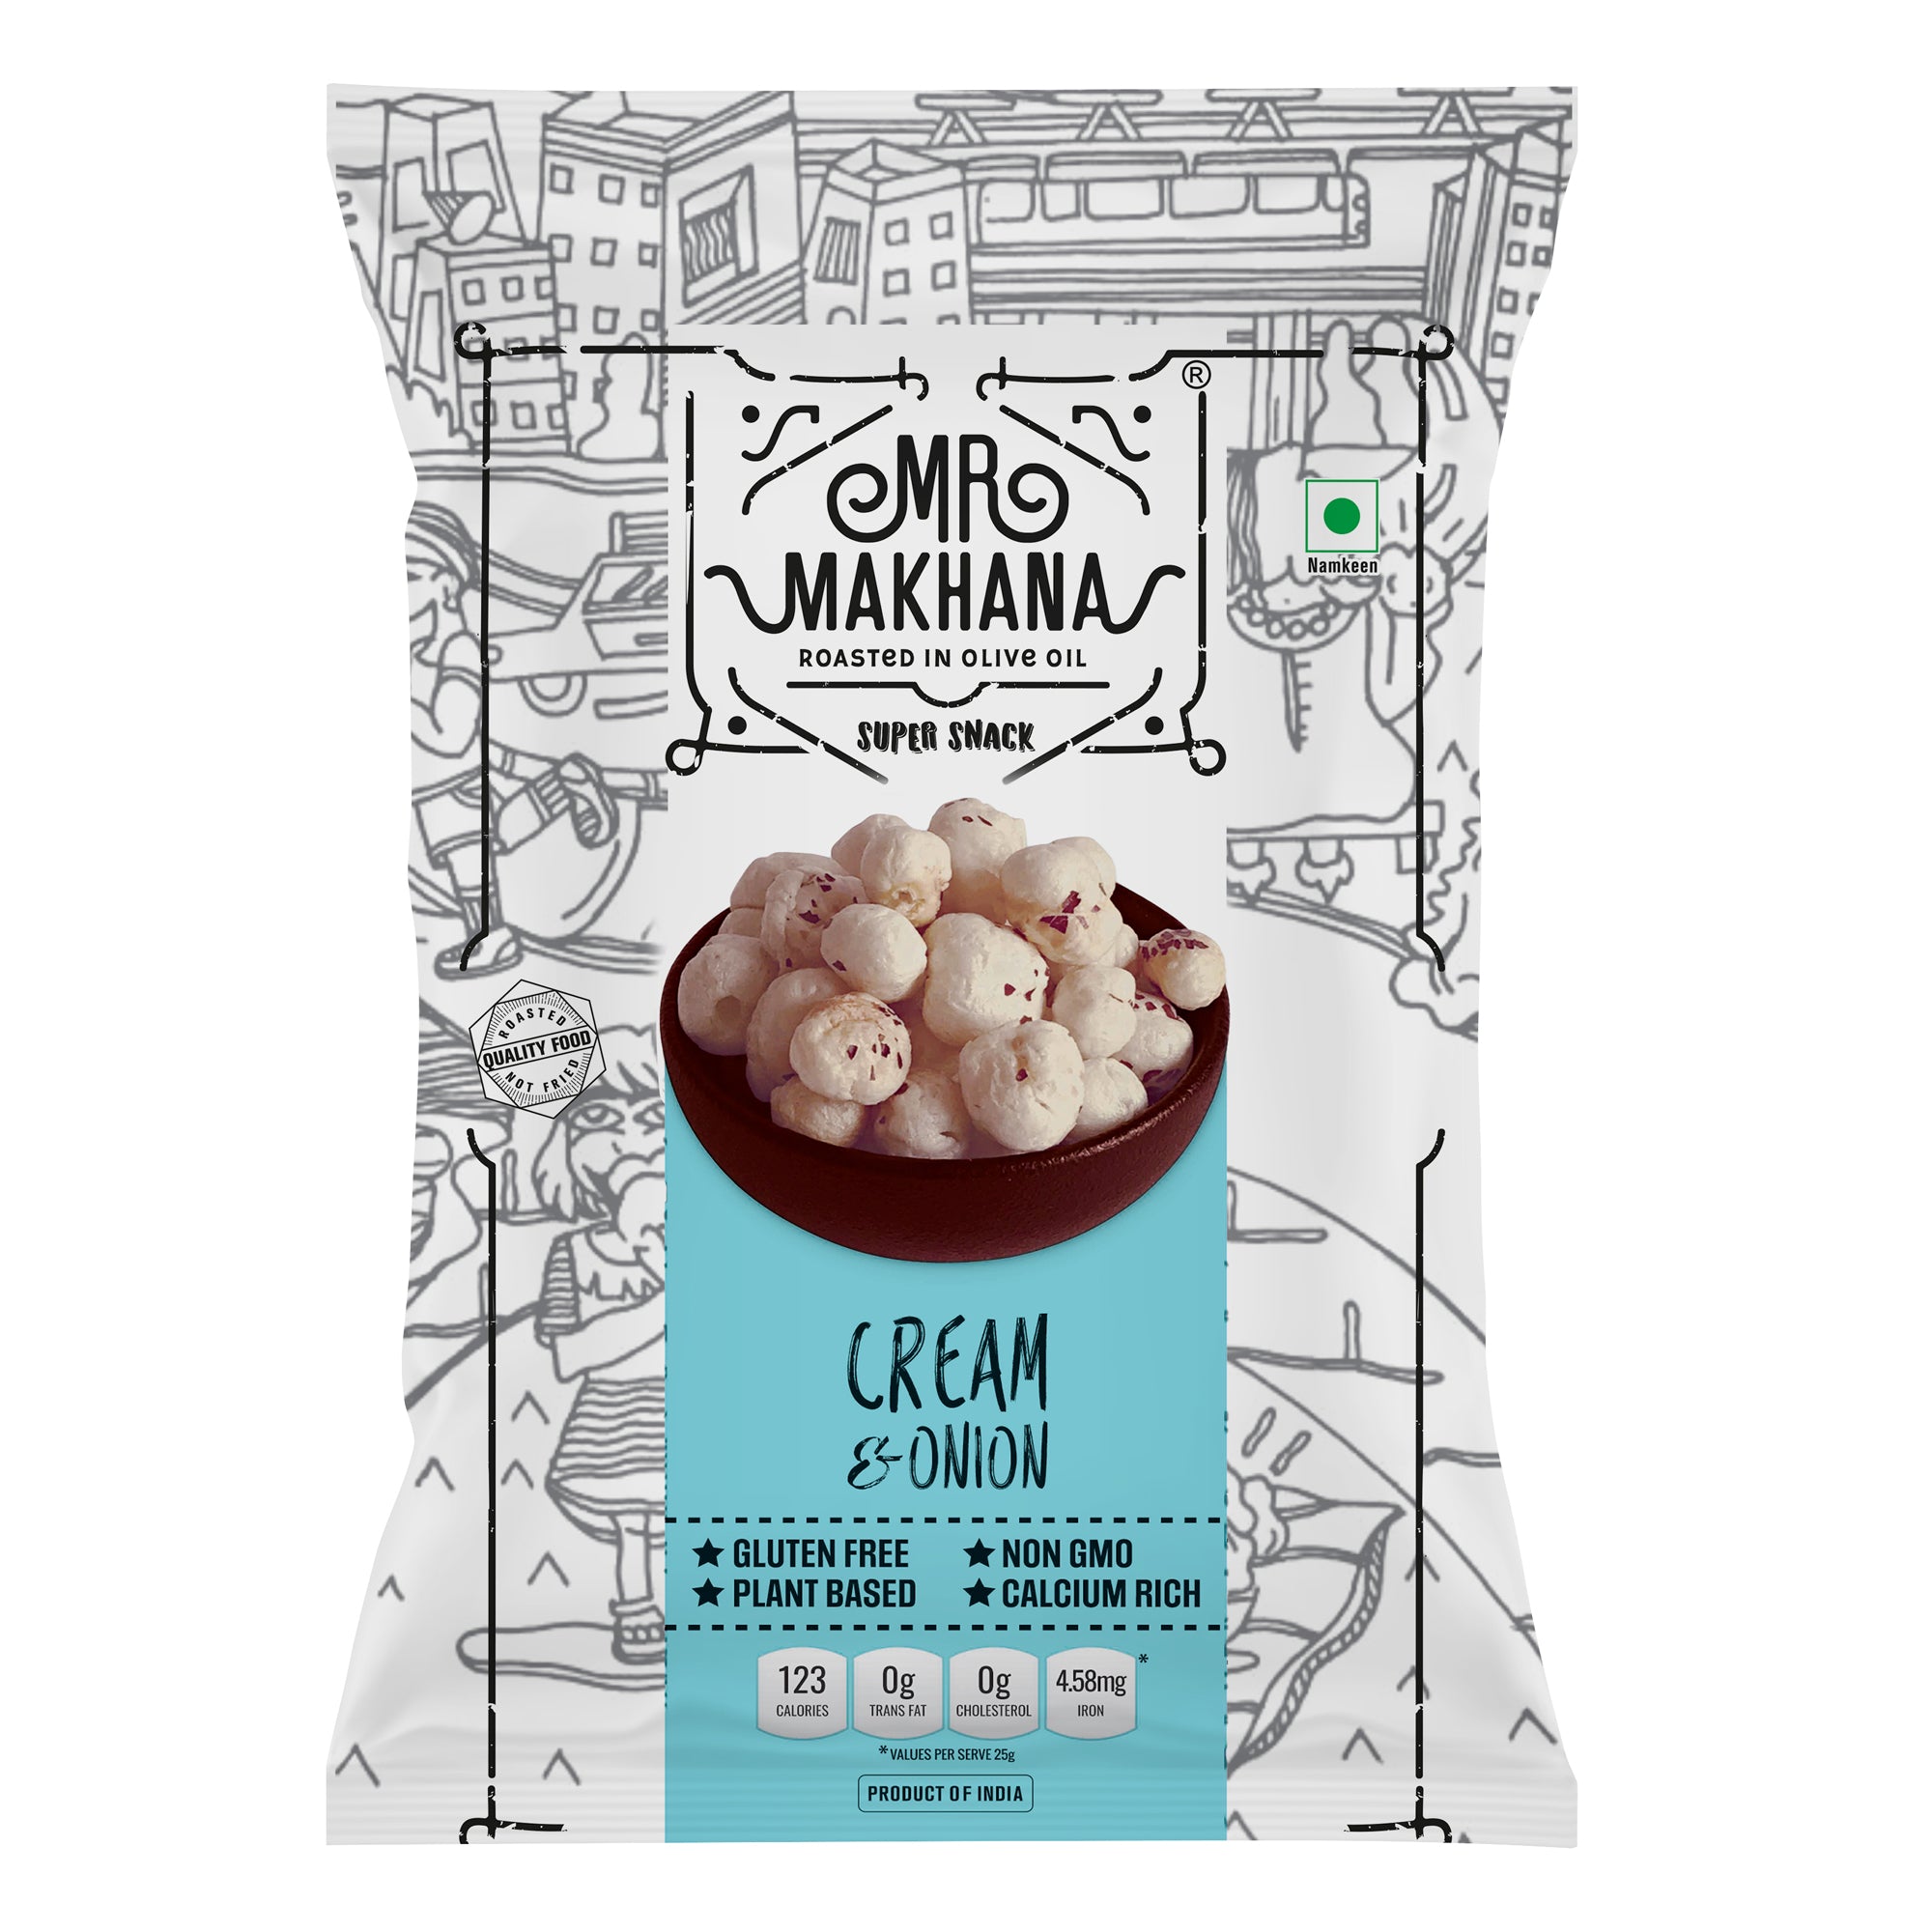 ®
MR
MAKHANA
ROASTED IN OLIVE OIL
SUPER SNACK
Namkeen
ROASTED
QUALITY FOOD
NOT FRIED
CREAM
& ONION
★ GLUTEN FREE ★ NON GMO
★ PLANT BASED ★ CALCIUM RICH
123 0g 0g 4.58mg *
CALORIES TRANS FAT CHOLESTEROL IRON
*VALUES PER SERVE 25g
PRODUCT OF INDIA